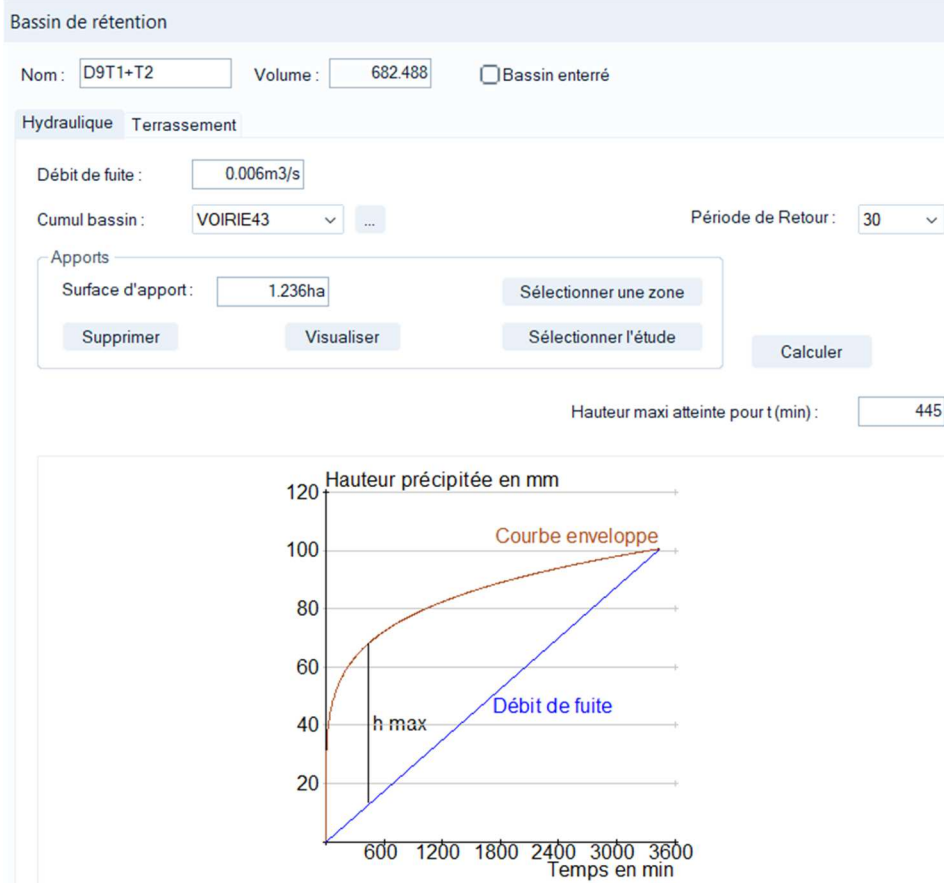 Bassin de rétention
Nom : D9T1+T2 Volume : 682.488 Bassin enterré
Hydraulique Terrassement
Débit de fuite : 0.006m3/s
Cumul bassin : VOIRIE43 ... Période de Retour : 30
Apports
Surface d'apport : 1.236ha Sélectionner une zone
Supprimer Visualiser Sélectionner l'étude
Calculer
Hauteur maxi atteinte pour t (min) : 445
Hauteur précipitée en mm
120
Courbe enveloppe
100
80
60
Débit de fuite
40 h max
20
600 1200 1800 2400 3000 3600
Temps en min